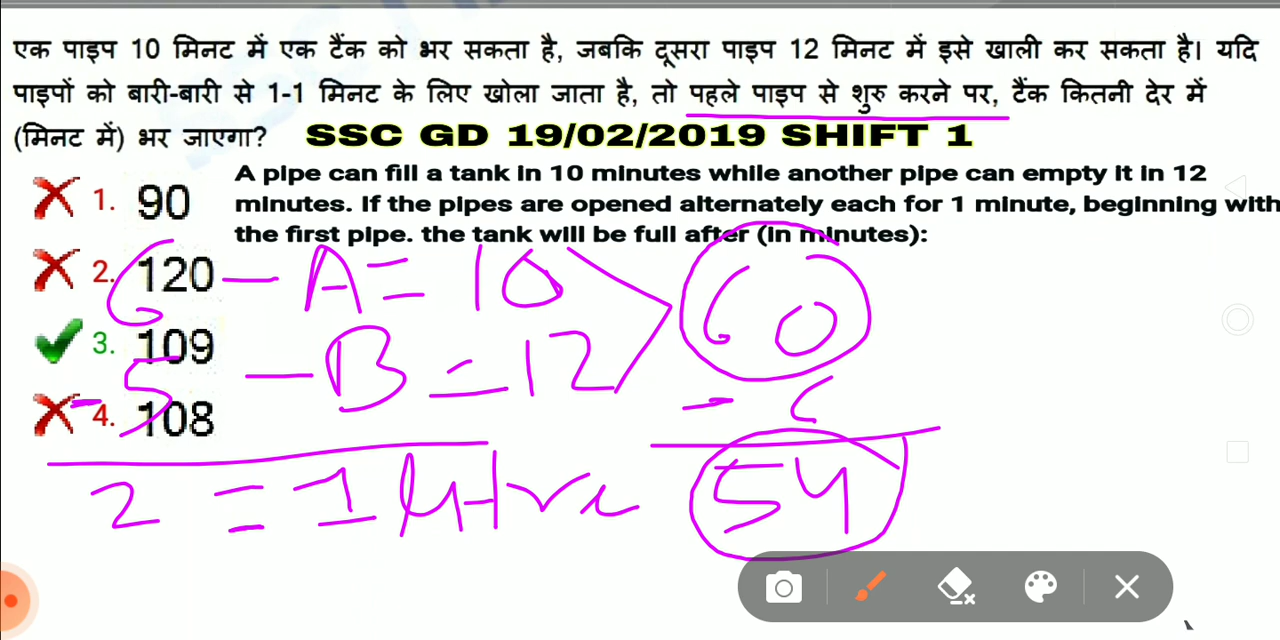 एक पाइप 10 मिनट में एक टैंक को भर सकता है, जबकि दूसरा पाइप 12 मिनट में इसे खाली कर सकता है। यदि
पाइपों को बारी-बारी से 1-1 मिनट के लिए खोला जाता है, तो पहले पाइप से शुरु करने पर, टैंक कितनी देर में
(मिनट में) भर जाएगा? SSC GD 19/02/2019 SHIFT 1
A pipe can fill a tank in 10 minutes while another pipe can empty it in 12
minutes. If the pipes are opened alternately each for 1 minute, beginning with
the first pipe. the tank will be full after (in minutes):
1. 90
2. 120
3. 109
4. 108
6 — A = 10
60
- 5 — B = 12
- 6
2 = 1
54